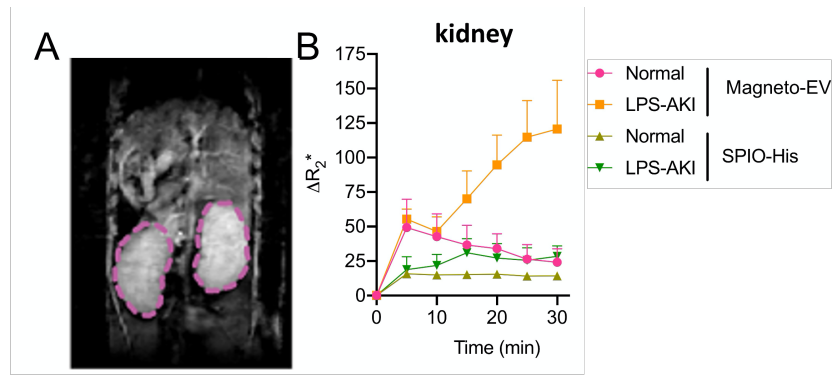 A
B
kidney
175
150
125
100
75
50
25
0
ΔR2*
0
10
20
30
Time (min)
Normal
LPS-AKI
Magneto-EV
Normal
LPS-AKI
SPIO-His